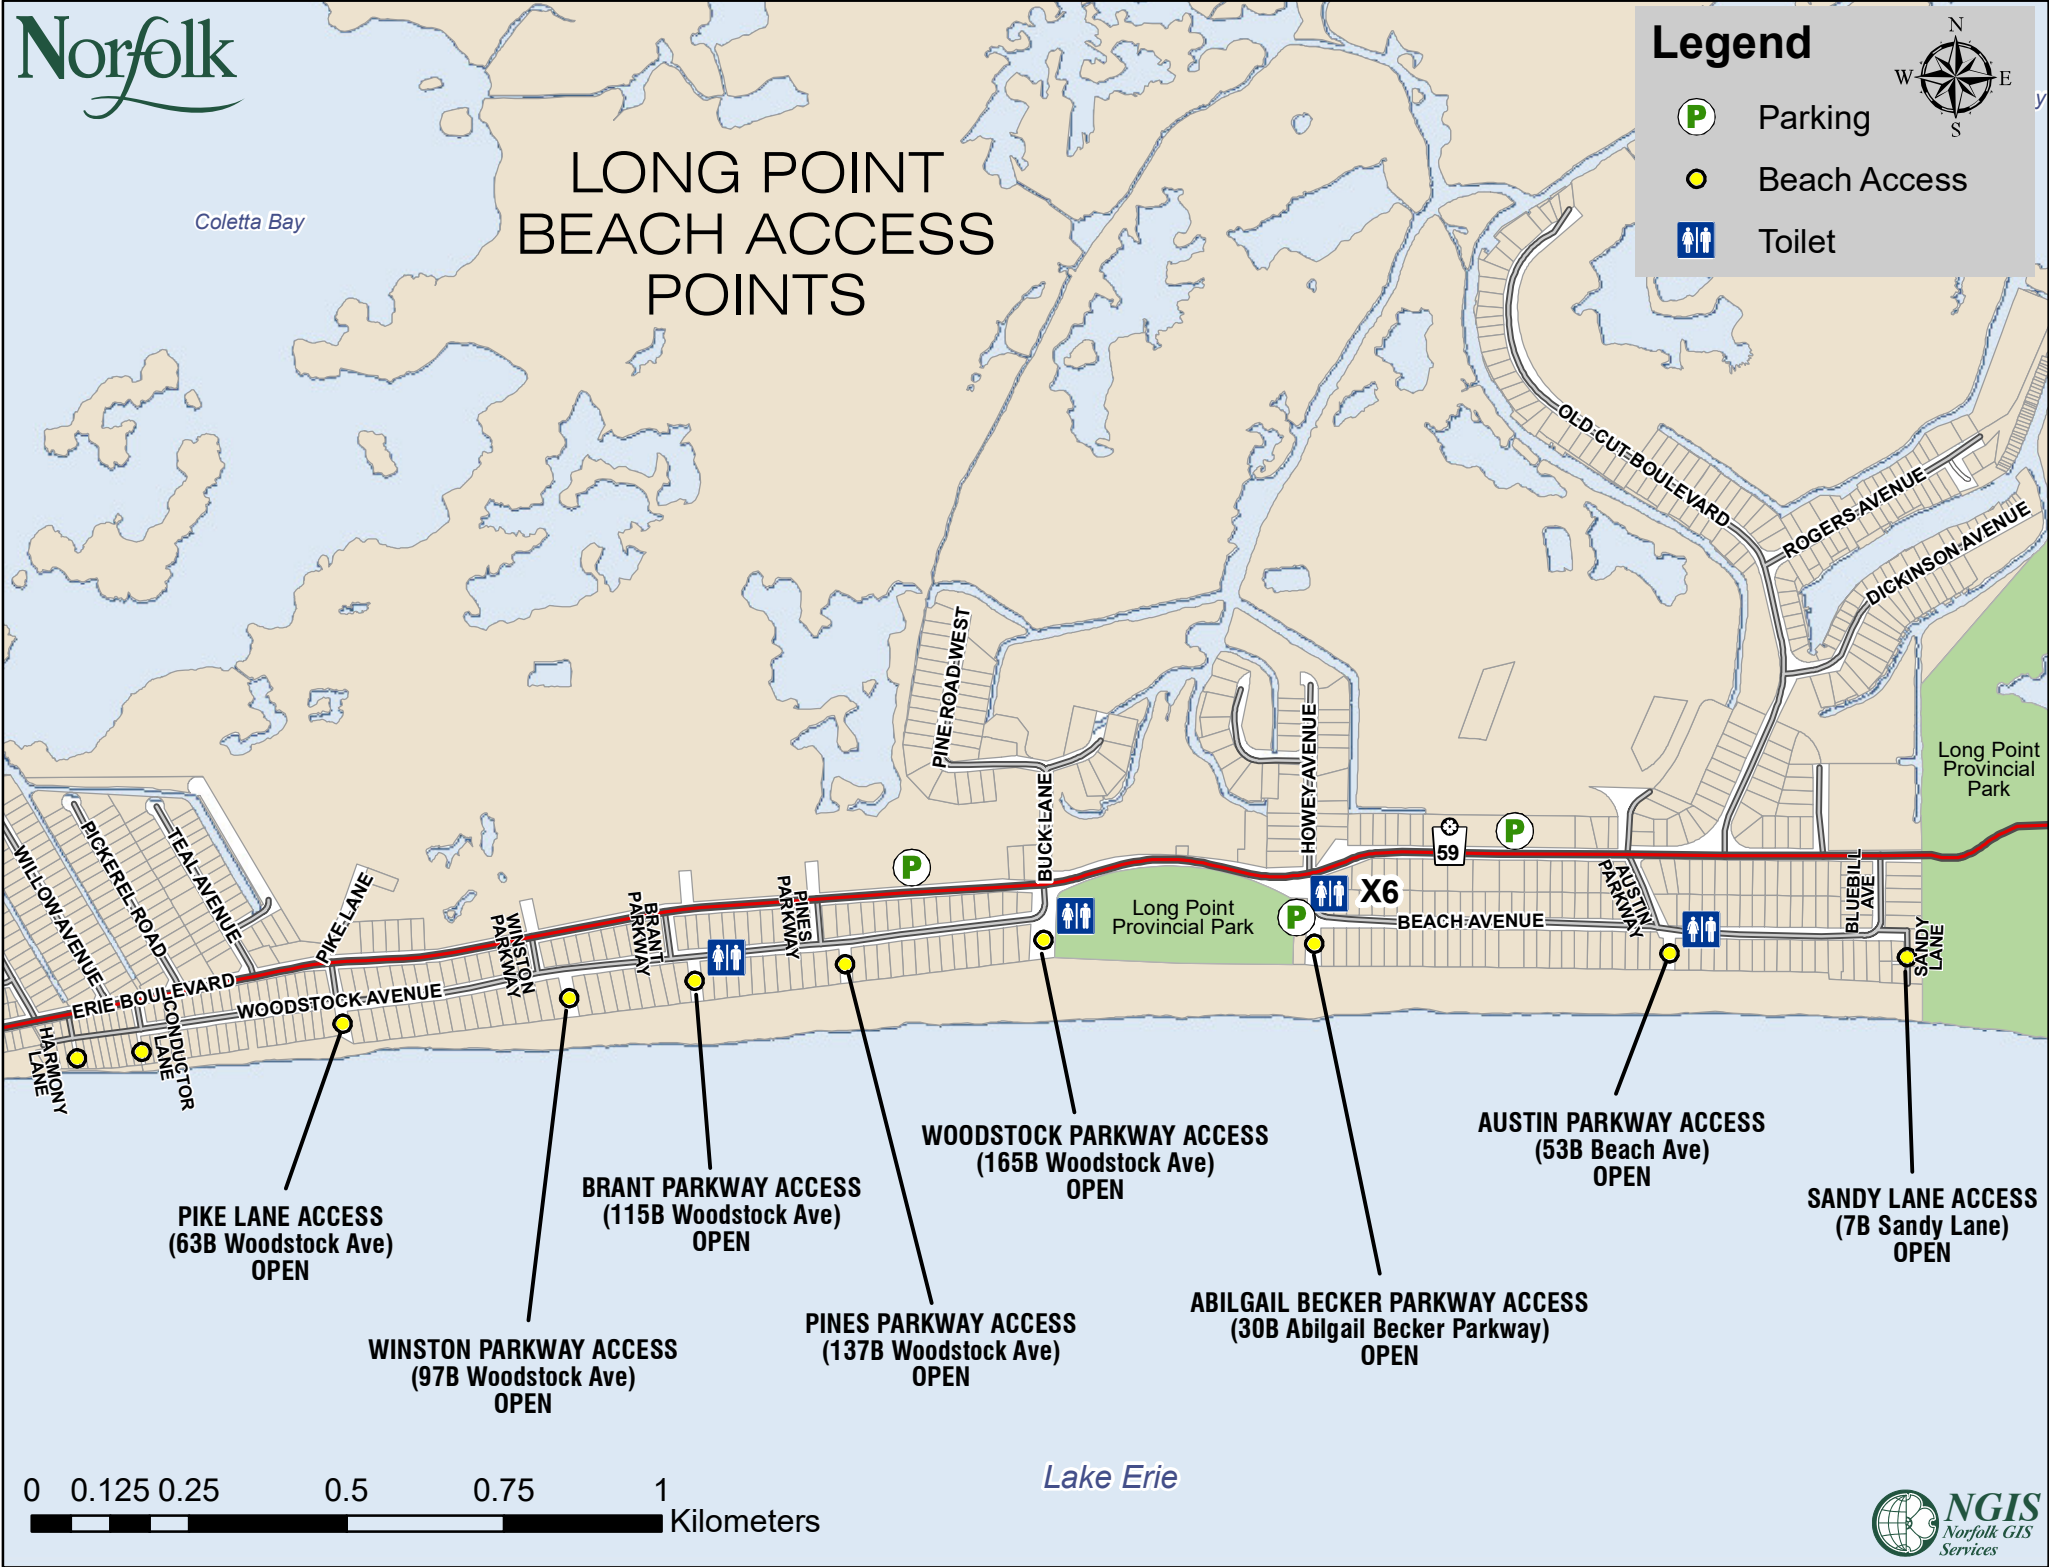 Norfolk
LONG POINT
BEACH ACCESS
POINTS
Legend
N
W
E
S
Parking
Beach Access
Toilet
P
y
Coletta Bay
OLD CUT BOULEVARD
ROGERS AVENUE
DICKINSON AVENUE
PINE ROAD WEST
BUCK LANE
HOWEY AVENUE
Long Point
Provincial
Park
WILLOW AVENUE
PICKEREL ROAD
TEAL AVENUE
PIKE LANE
ERIE BOULEVARD
WOODSTOCK AVENUE
HARMONY
LANE
CONDUCTOR
LANE
WINSTON
PARKWAY
BRANT
PARKWAY
PINES
PARKWAY
P
P
P
59
X6
Long Point
Provincial Park
BEACH AVENUE
AUSTIN
PARKWAY
BLUEBILL
AVE
SANDY
LANE
PIKE LANE ACCESS
(63B Woodstock Ave)
OPEN
WINSTON PARKWAY ACCESS
(97B Woodstock Ave)
OPEN
BRANT PARKWAY ACCESS
(115B Woodstock Ave)
OPEN
PINES PARKWAY ACCESS
(137B Woodstock Ave)
OPEN
WOODSTOCK PARKWAY ACCESS
(165B Woodstock Ave)
OPEN
ABILGAIL BECKER PARKWAY ACCESS
(30B Abilgail Becker Parkway)
OPEN
AUSTIN PARKWAY ACCESS
(53B Beach Ave)
OPEN
SANDY LANE ACCESS
(7B Sandy Lane)
OPEN
Lake Erie
0 0.125 0.25 0.5 0.75 1
Kilometers
NGIS
Norfolk GIS
Services